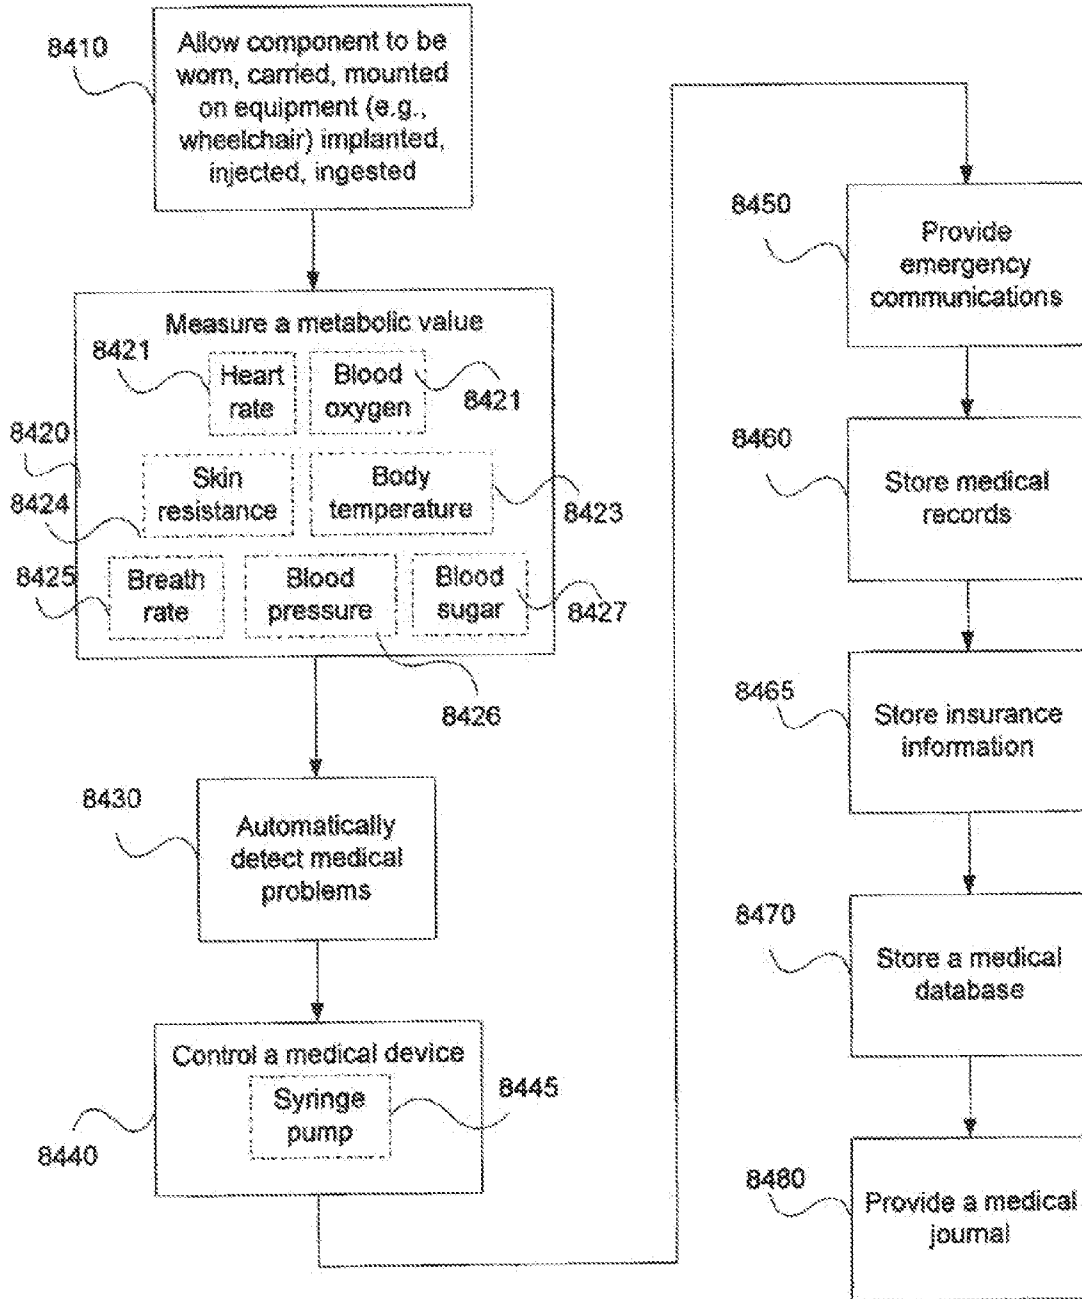 8410
Allow component to be
worn, carried, mounted
on equipment (e.g.,
wheelchair) implanted,
injected, ingested
Measure a metabolic value
8421
Heart
rate
Blood
oxygen
8421
8420
Skin
resistance
8424
Body
temperature
8423
8425
Breath
rate
Blood
pressure
Blood
sugar
8427
8426
8430
Automatically
detect medical
problems
Control a medical device
Syringe
pump
8445
8440
8450
Provide
emergency
communications
8460
Store medical
records
8465
Store insurance
information
8470
Store a medical
database
8480
Provide a medical
journal